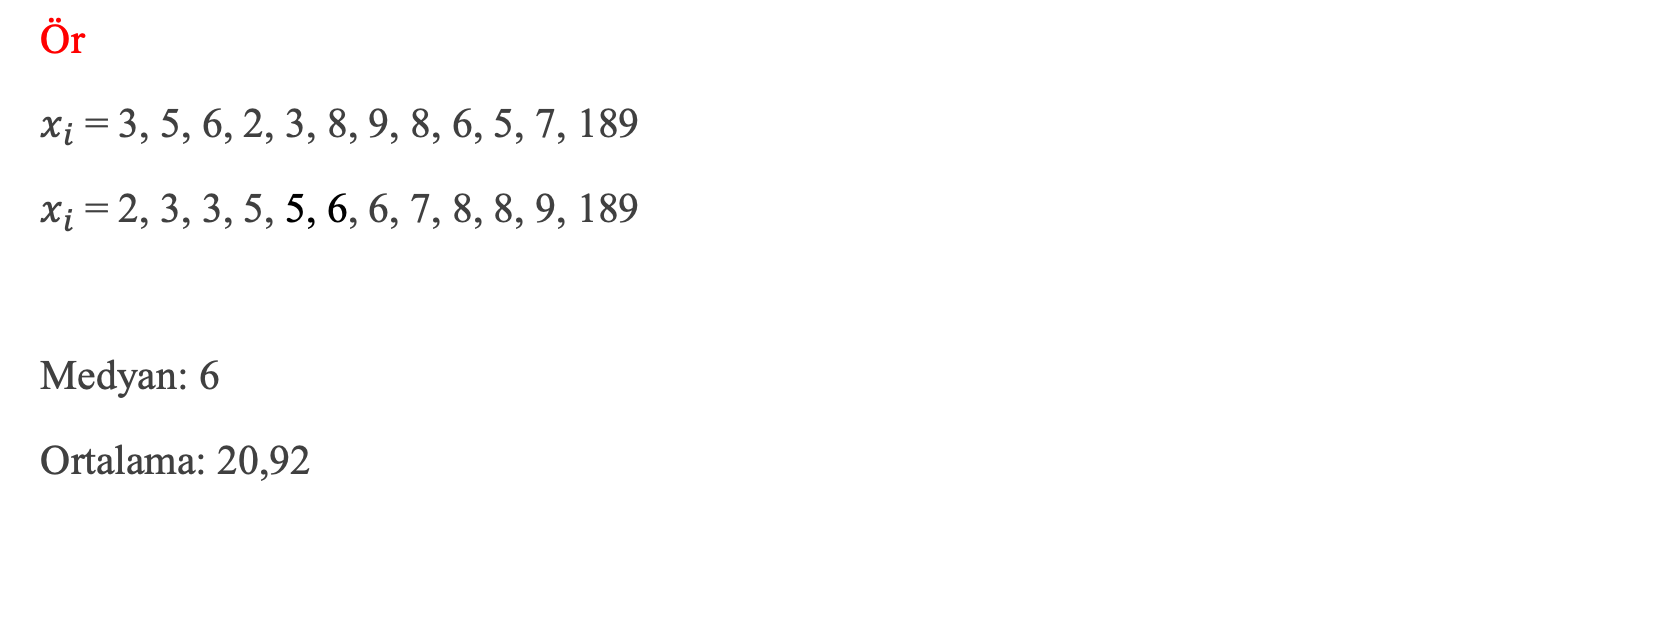 Ör
xᵢ = 3, 5, 6, 2, 3, 8, 9, 8, 6, 5, 7, 189
xᵢ = 2, 3, 3, 5, 5, 6, 6, 7, 8, 8, 9, 189
Medyan: 6
Ortalama: 20,92